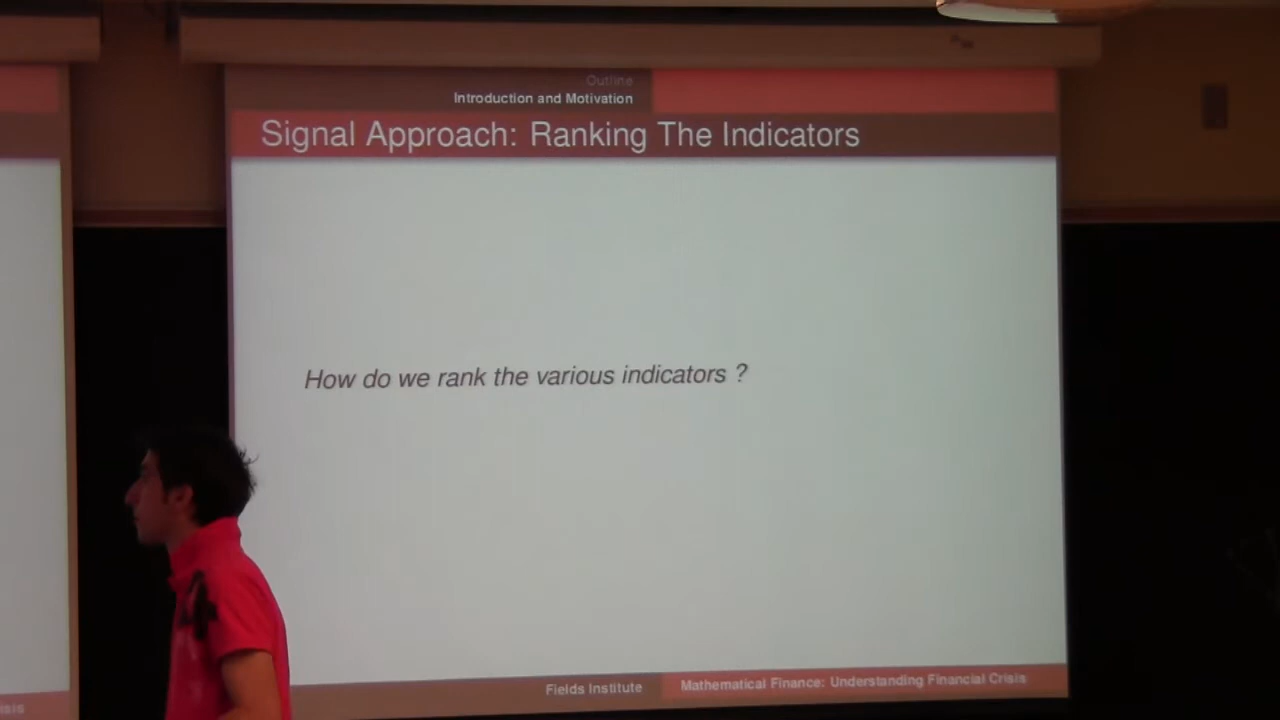 Outline
Introduction and Motivation
Signal Approach: Ranking The Indicators
How do we rank the various indicators ?
Fields Institute
Mathematical Finance: Understanding Financial Crisis